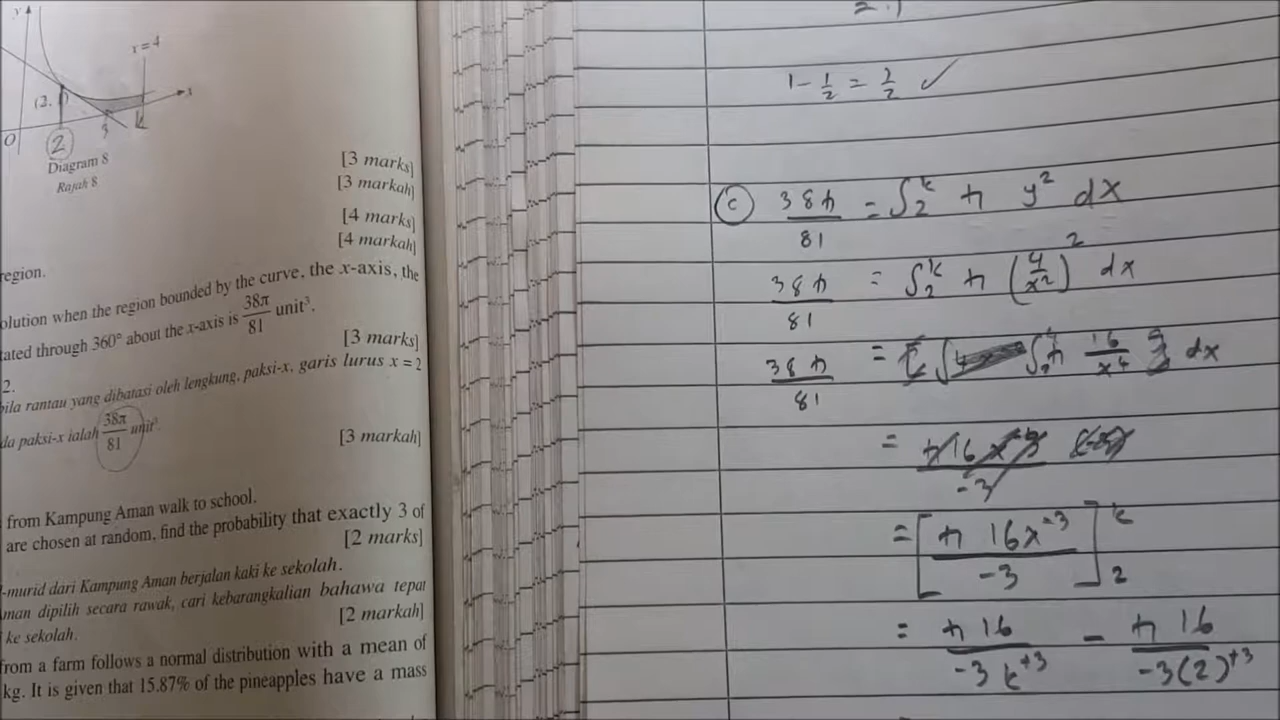 y
x = 4
x
(2, 1)
O
2
3
k
Diagram 8
Rajah 8
[3 marks]
[3 markah]
[4 marks]
[4 markah]
region.
olution when the region bounded by the curve, the x-axis, the
tated through 360° about the x-axis is 38π/81 unit³.
[3 marks]
2.
bila rantau yang dibatasi oleh lengkung, paksi-x, garis lurus x = 2
da paksi-x ialah 38π/81 unit³
[3 markah]
from Kampung Aman walk to school.
are chosen at random, find the probability that exactly 3 of
[2 marks]
-murid dari Kampung Aman berjalan kaki ke sekolah.
man dipilih secara rawak, cari kebarangkalian bahawa tepat
[2 markah]
ke sekolah.
from a farm follows a normal distribution with a mean of
kg. It is given that 15.87% of the pineapples have a mass
1 - 1/2 = 1/2 ✓
(c) 38π/81 = ∫₂ᵏ π y² dx
38π/81 = ∫₂ᵏ π (4/x²)² dx
38π/81 = ∫₂ᵏ π 16/x⁴ dx
= π16x⁻³/-3
= [π 16x⁻³/-3]₂ᵏ
= π16/-3k⁺³ - π16/-3(2)⁺³